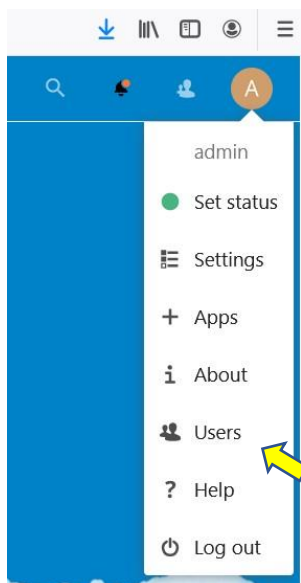 A
admin
Set status
Settings
+ Apps
i About
Users
? Help
Log out